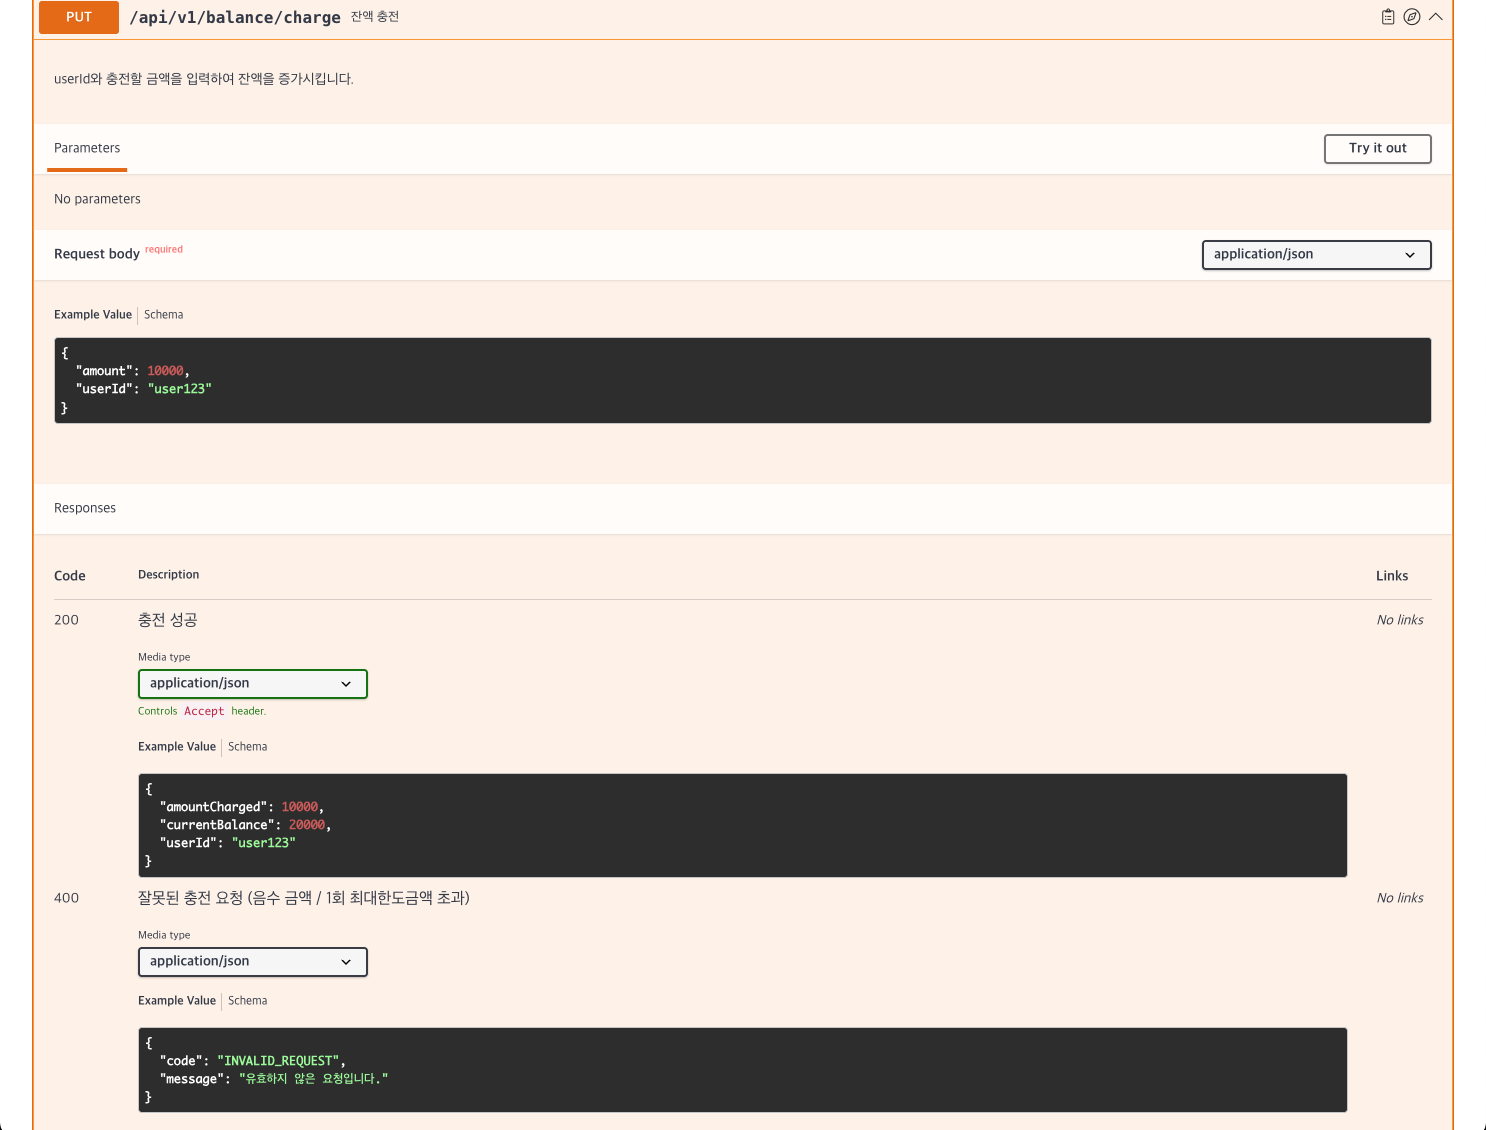 PUT /api/v1/balance/charge 잔액 충전
userId와 충전할 금액을 입력하여 잔액을 증가시킵니다.
Parameters Try it out
No parameters
Request body required application/json
Example Value Schema
{
"amount": 10000,
"userId": "user123"
}
Responses
Code Description Links
200 충전 성공 No links
Media type
application/json
Controls Accept header.
Example Value Schema
{
"amountCharged": 10000,
"currentBalance": 20000,
"userId": "user123"
}
400 잘못된 충전 요청 (음수 금액 / 1회 최대한도금액 초과) No links
Media type
application/json
Example Value Schema
{
"code": "INVALID_REQUEST",
"message": "유효하지 않은 요청입니다."
}